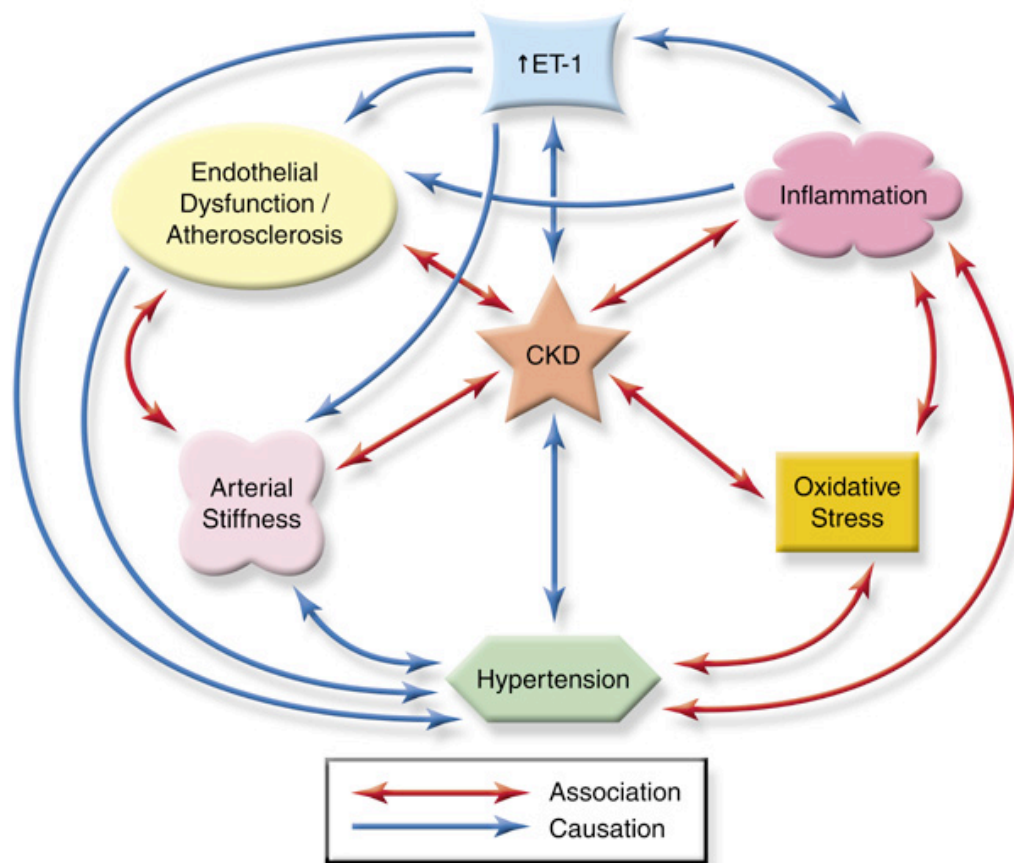 ↑ET-1
Endothelial
Dysfunction /
Atherosclerosis
Inflammation
CKD
Arterial
Stiffness
Oxidative
Stress
Hypertension
Association
Causation